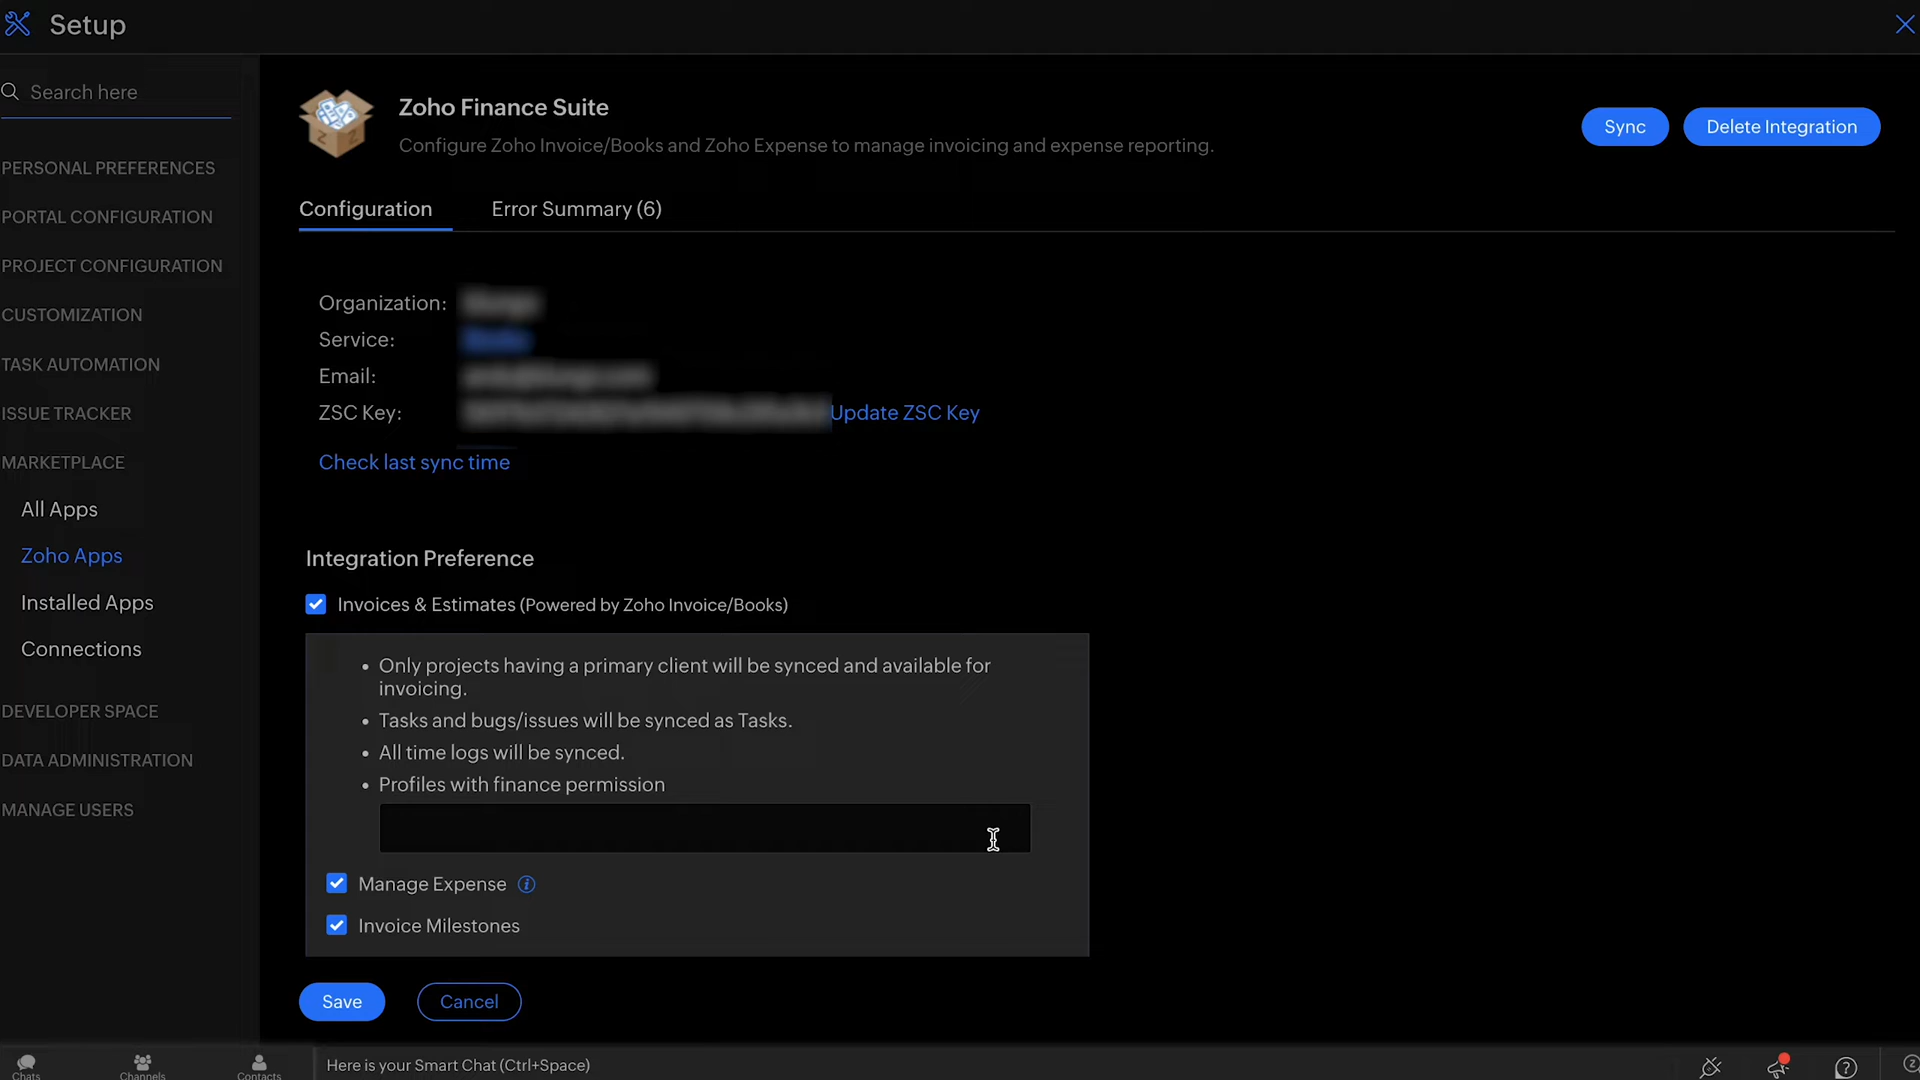 Setup
Search here
PERSONAL PREFERENCES
PORTAL CONFIGURATION
PROJECT CONFIGURATION
CUSTOMIZATION
TASK AUTOMATION
ISSUE TRACKER
MARKETPLACE
All Apps
Zoho Apps
Installed Apps
Connections
DEVELOPER SPACE
DATA ADMINISTRATION
MANAGE USERS
Zoho Finance Suite
Configure Zoho Invoice/Books and Zoho Expense to manage invoicing and expense reporting.
Sync
Delete Integration
Configuration
Error Summary (6)
Organization:
Service:
Email:
ZSC Key:
Update ZSC Key
Check last sync time
Integration Preference
Invoices & Estimates (Powered by Zoho Invoice/Books)
• Only projects having a primary client will be synced and available for
invoicing.
• Tasks and bugs/issues will be synced as Tasks.
• All time logs will be synced.
• Profiles with finance permission
Manage Expense
Invoice Milestones
Save
Cancel
Chats
Channels
Contacts
Here is your Smart Chat (Ctrl+Space)